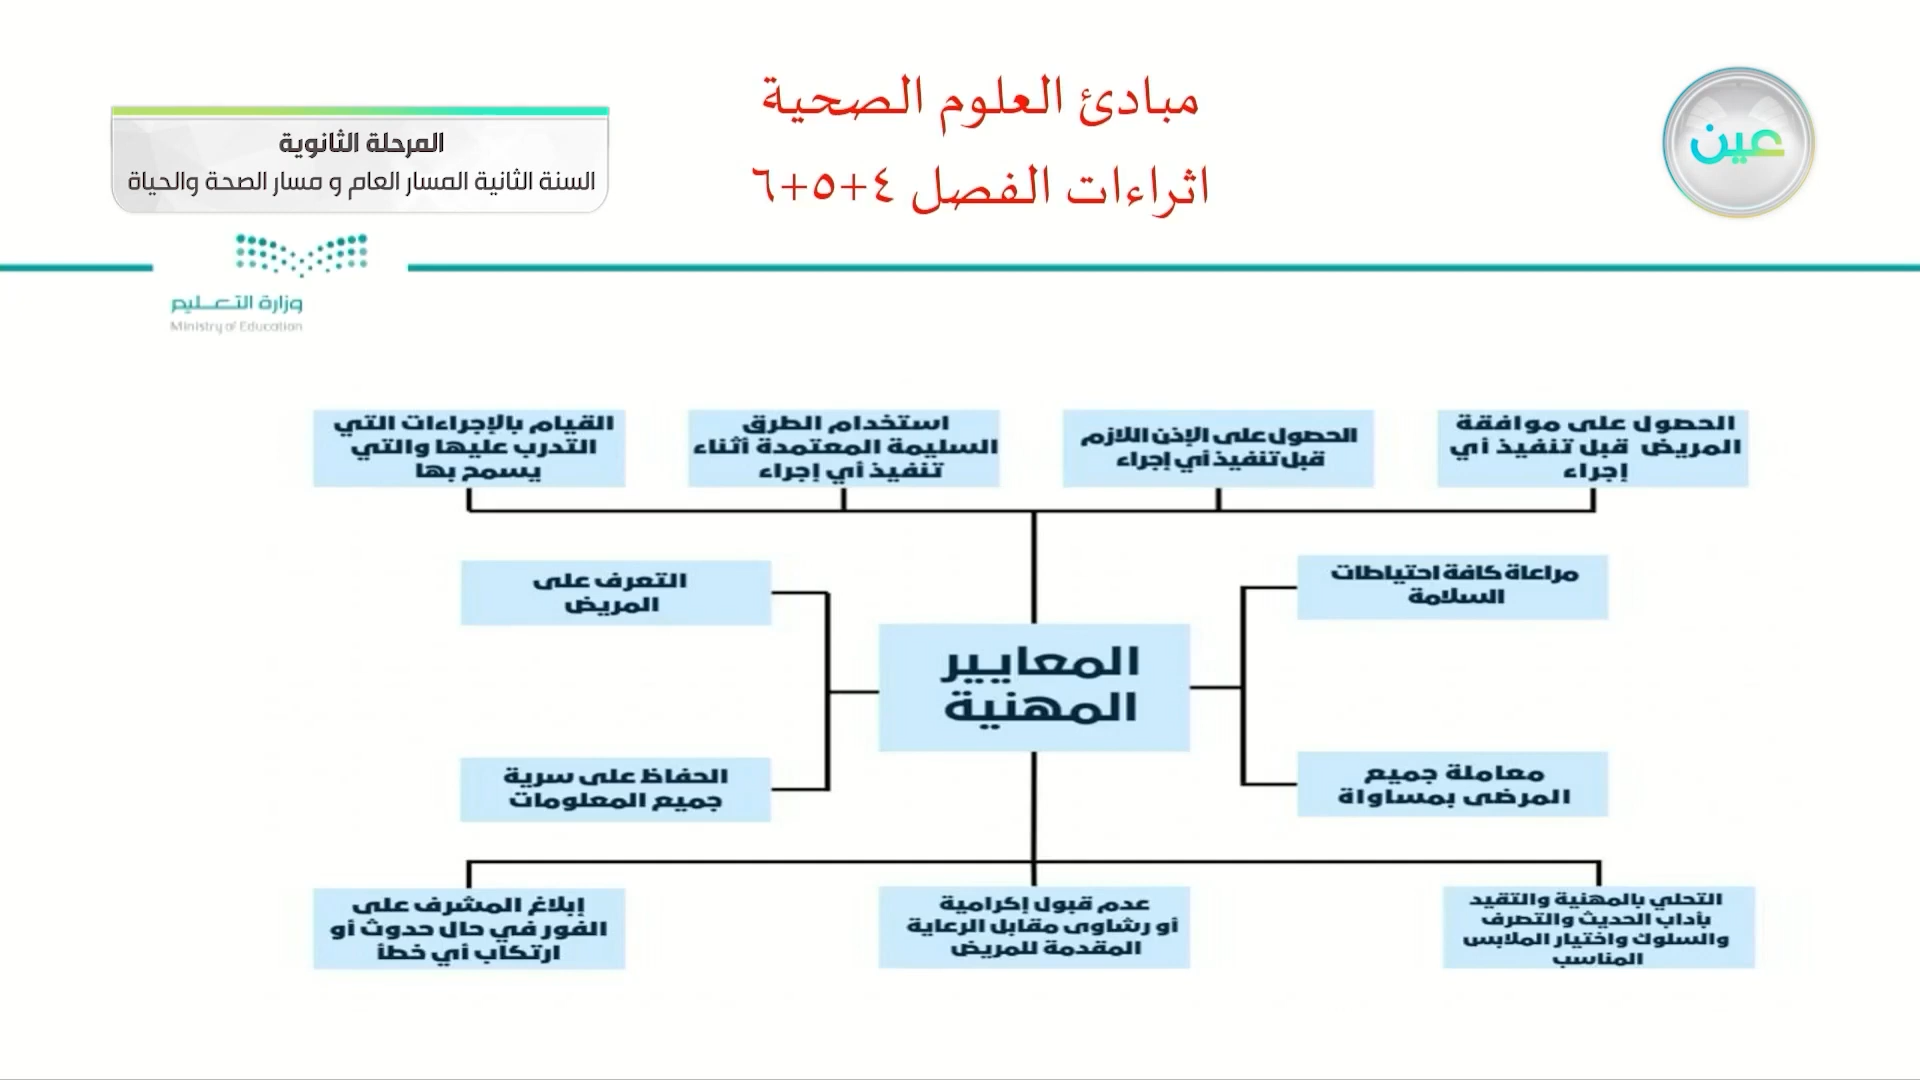 مبادئ العلوم الصحية
اثراءات الفصل ٤+٥+٦
عين
المرحلة الثانوية
السنة الثانية المسار العام و مسار الصحة والحياة
وزارة التعليم
Ministry of Education
الحصول على موافقة
المريض قبل تنفيذ أي
إجراء
الحصول على الإذن اللازم
قبل تنفيذ أي إجراء
استخدام الطرق
السليمة المعتمدة أثناء
تنفيذ أي إجراء
القيام بالإجراءات التي
التدرب عليها والتي
يسمح بها
مراعاة كافة احتياطات
السلامة
التعرف على
المريض
المعايير
المهنية
معاملة جميع
المرضى بمساواة
الحفاظ على سرية
جميع المعلومات
التحلي بالمهنية والتقيد
بأداب الحديث والتصرف
والسلوك واختيار الملابس
المناسب
عدم قبول إكرامية
أو رشاوى مقابل الرعاية
المقدمة للمريض
إبلاغ المشرف على
الفور في حال حدوث أو
ارتكاب أي خطأ